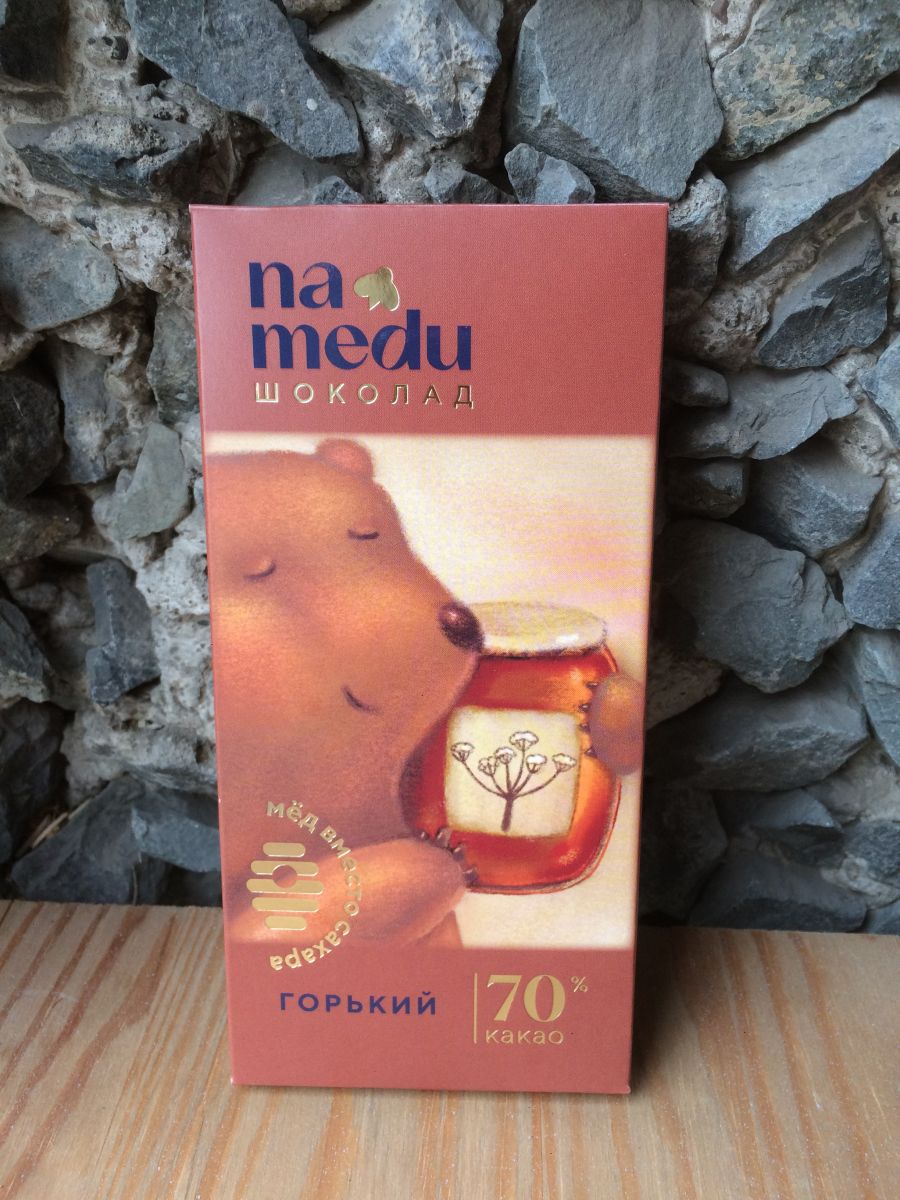 na
medu
ШОКОЛАД
мёд вместо сахара
ГОРЬКИЙ
70%
какао